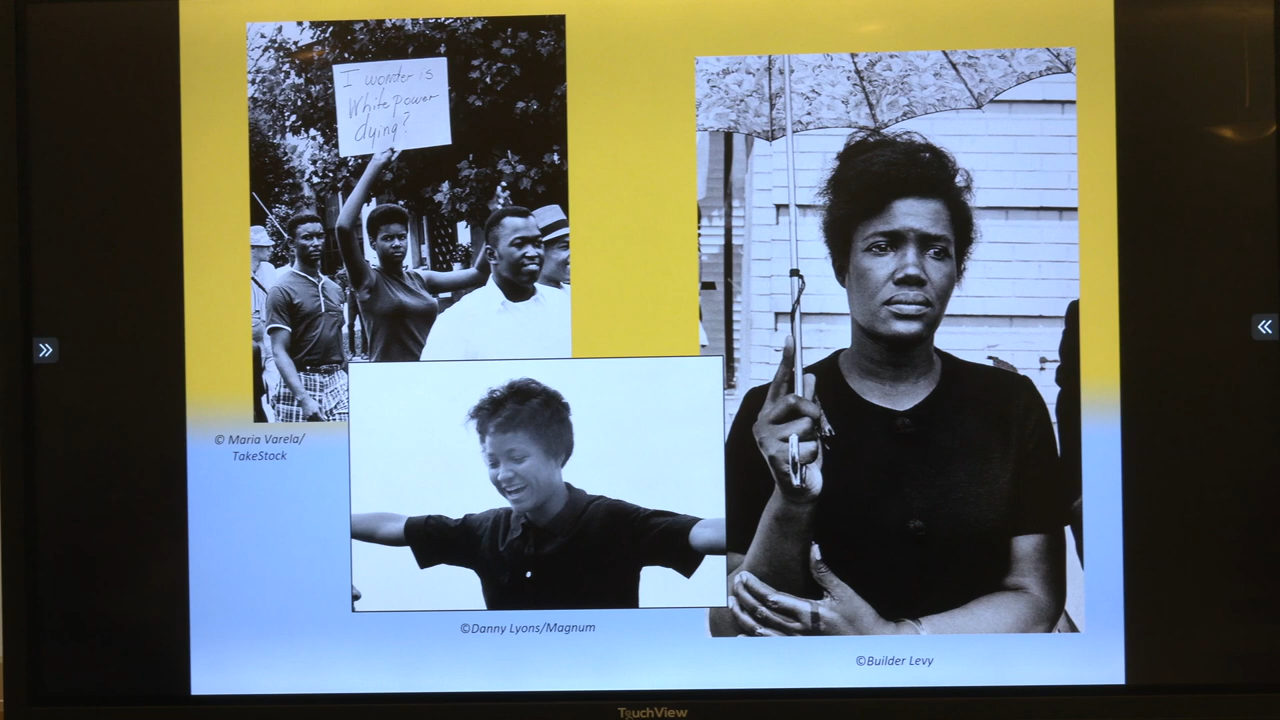 I wonder is
White power
dying?
© Maria Varela/
TakeStock
©Danny Lyons/Magnum
©Builder Levy
TouchView